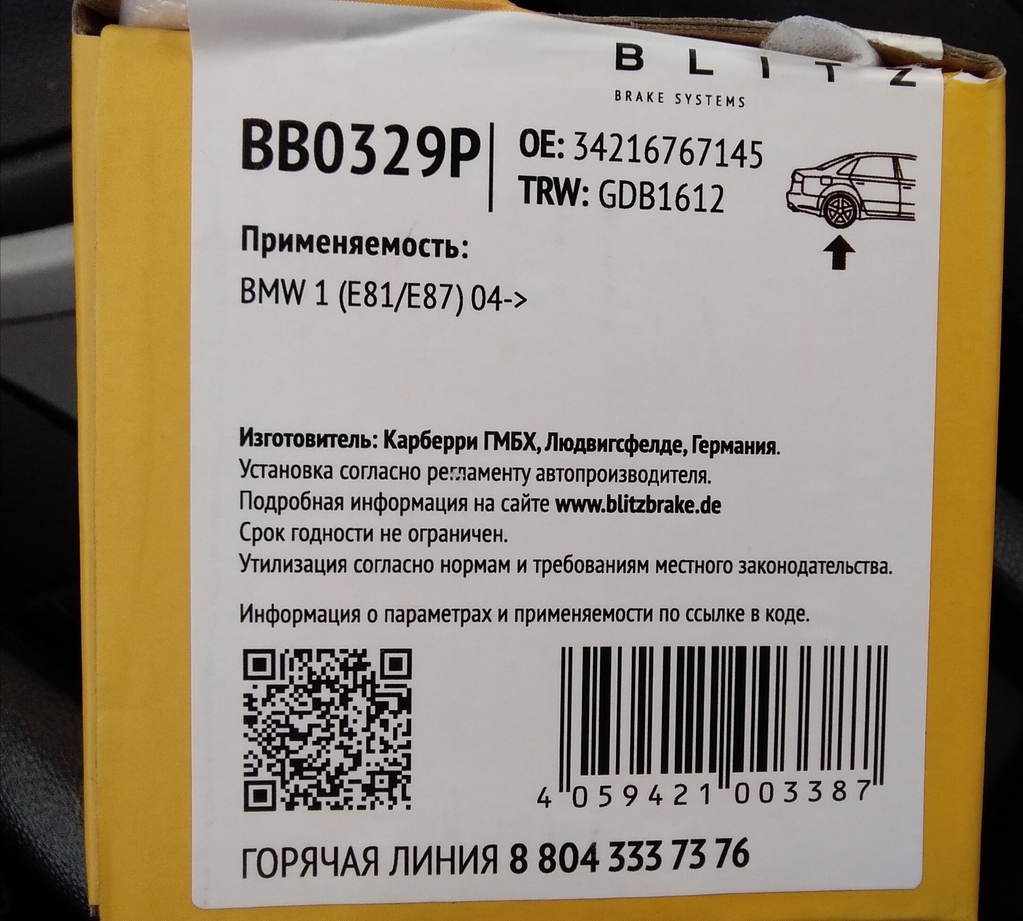 BLITZ
BRAKE SYSTEMS
BB0329P
OE: 34216767145
TRW: GDB1612
Применяемость:
BMW 1 (E81/E87) 04->
Изготовитель: Карберри ГМБХ, Людвигсфелде, Германия.
Установка согласно регламенту автопроизводителя.
Подробная информация на сайте www.blitzbrake.de
Срок годности не ограничен.
Утилизация согласно нормам и требованиям местного законодательства.
Информация о параметрах и применяемости по ссылке в коде.
4 059421 003387
ГОРЯЧАЯ ЛИНИЯ 8 804 333 73 76